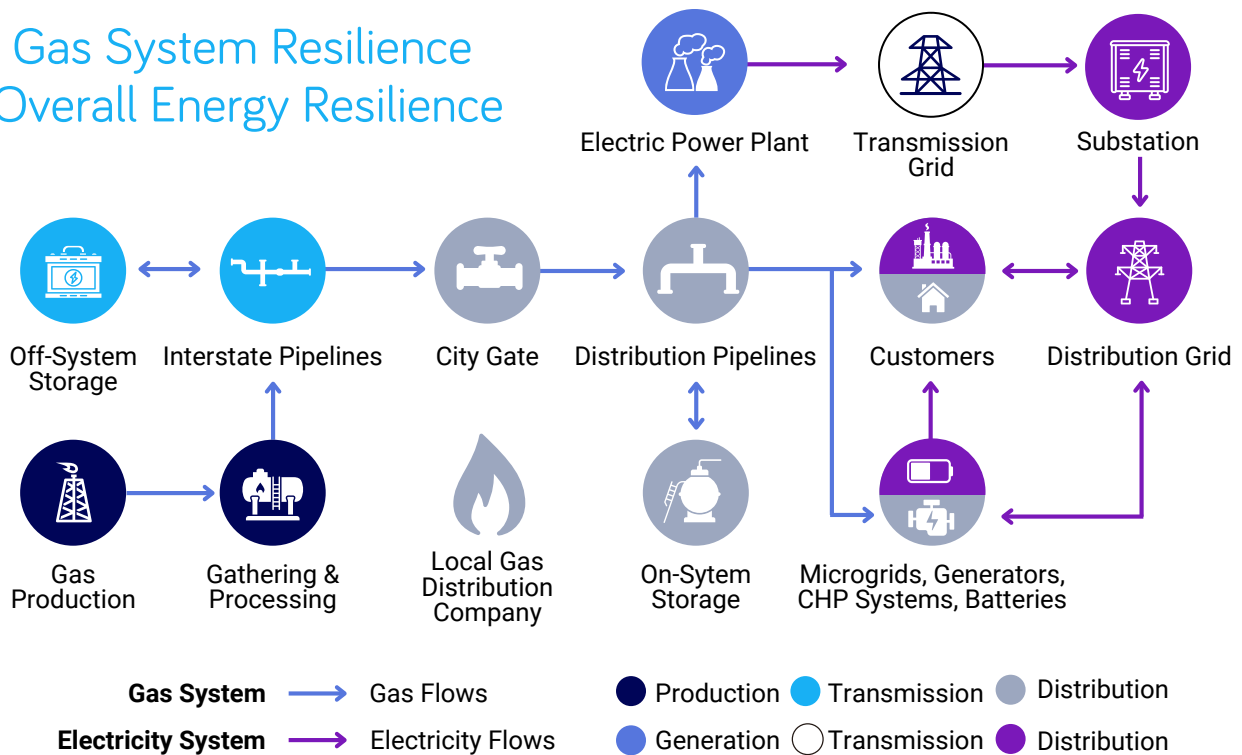 Gas System Resilience
Overall Energy Resilience
Electric Power Plant
Transmission
Grid
Substation
Off-System
Storage
Interstate Pipelines
City Gate
Distribution Pipelines
Customers
Distribution Grid
Gas
Production
Gathering &
Processing
Local Gas
Distribution
Company
On-Sytem
Storage
Microgrids, Generators,
CHP Systems, Batteries
Gas System
Gas Flows
Production
Transmission
Distribution
Electricity System
Electricity Flows
Generation
Transmission
Distribution